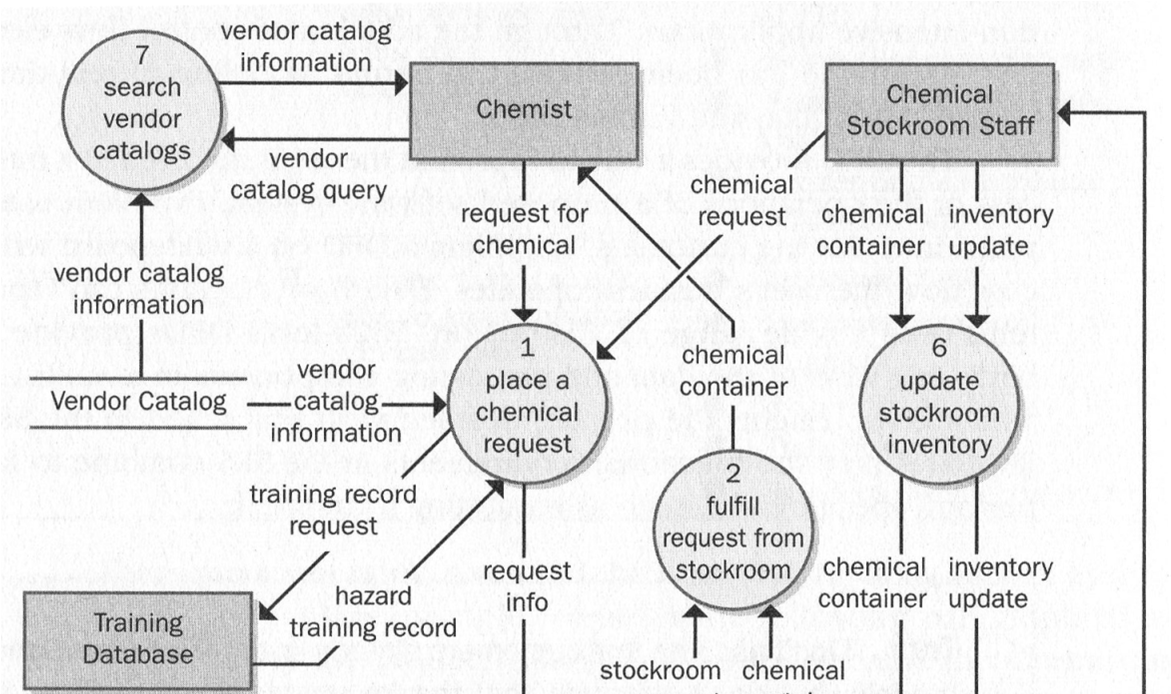 vendor catalog
information
7
search
vendor
catalogs
Chemist
Chemical
Stockroom Staff
vendor
catalog query
chemical
request
request for
chemical
chemical
container
inventory
update
vendor catalog
information
1
place a
chemical
request
chemical
container
6
update
stockroom
inventory
Vendor Catalog
vendor
catalog
information
training record
request
2
fulfill
request from
stockroom
request
info
chemical
container
inventory
update
hazard
training record
Training
Database
stockroom
chemical